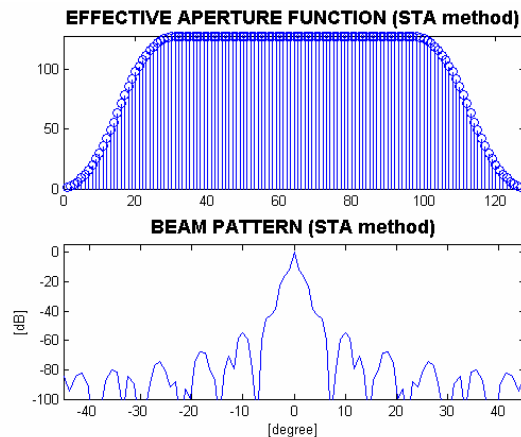 EFFECTIVE APERTURE FUNCTION (STA method)
100
50
0
0 20 40 60 80 100 120
BEAM PATTERN (STA method)
0
-20
-40
-60
-80
-100
[dB]
-40 -30 -20 -10 0 10 20 30 40
[degree]